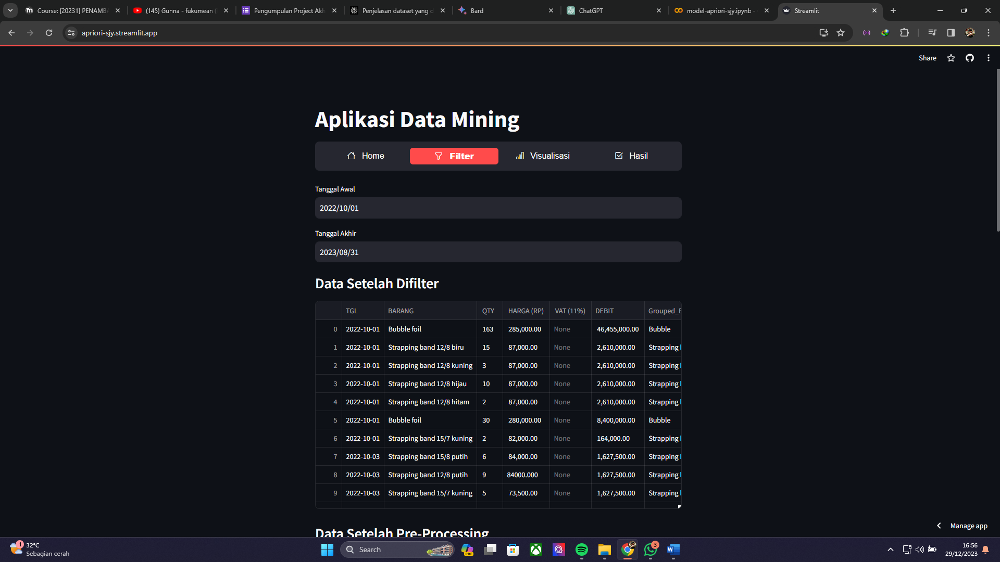 Course: [20231] PENAMBA
(145) Gunna - fukumean (
Pengumpulan Project Akh
Penjelasan dataset yang d
Bard
ChatGPT
model-apriori-sjy.ipynb -
Streamlit
apriori-sjy.streamlit.app
Share
Aplikasi Data Mining
Home
Filter
Visualisasi
Hasil
Tanggal Awal
2022/10/01
Tanggal Akhir
2023/08/31
Data Setelah Difilter
TGL BARANG QTY HARGA (RP) VAT (11%) DEBIT Grouped_B
0 2022-10-01 Bubble foil 163 285,000.00 None 46,455,000.00 Bubble
1 2022-10-01 Strapping band 12/8 biru 15 87,000.00 None 2,610,000.00 Strapping
2 2022-10-01 Strapping band 12/8 kuning 3 87,000.00 None 2,610,000.00 Strapping
3 2022-10-01 Strapping band 12/8 hijau 10 87,000.00 None 2,610,000.00 Strapping
4 2022-10-01 Strapping band 12/8 hitam 2 87,000.00 None 2,610,000.00 Strapping
5 2022-10-01 Bubble foil 30 280,000.00 None 8,400,000.00 Bubble
6 2022-10-01 Strapping band 15/7 kuning 2 82,000.00 None 164,000.00 Strapping
7 2022-10-03 Strapping band 15/8 putih 6 84,000.00 None 1,627,500.00 Strapping
8 2022-10-03 Strapping band 12/8 putih 9 84000.000 None 1,627,500.00 Strapping
9 2022-10-03 Strapping band 15/7 kuning 5 73,500.00 None 1,627,500.00 Strapping
Data Setelah Pre-Processing
Manage app
1
32°C
Sebagian cerah
Search
PRE
3
16:56
29/12/2023